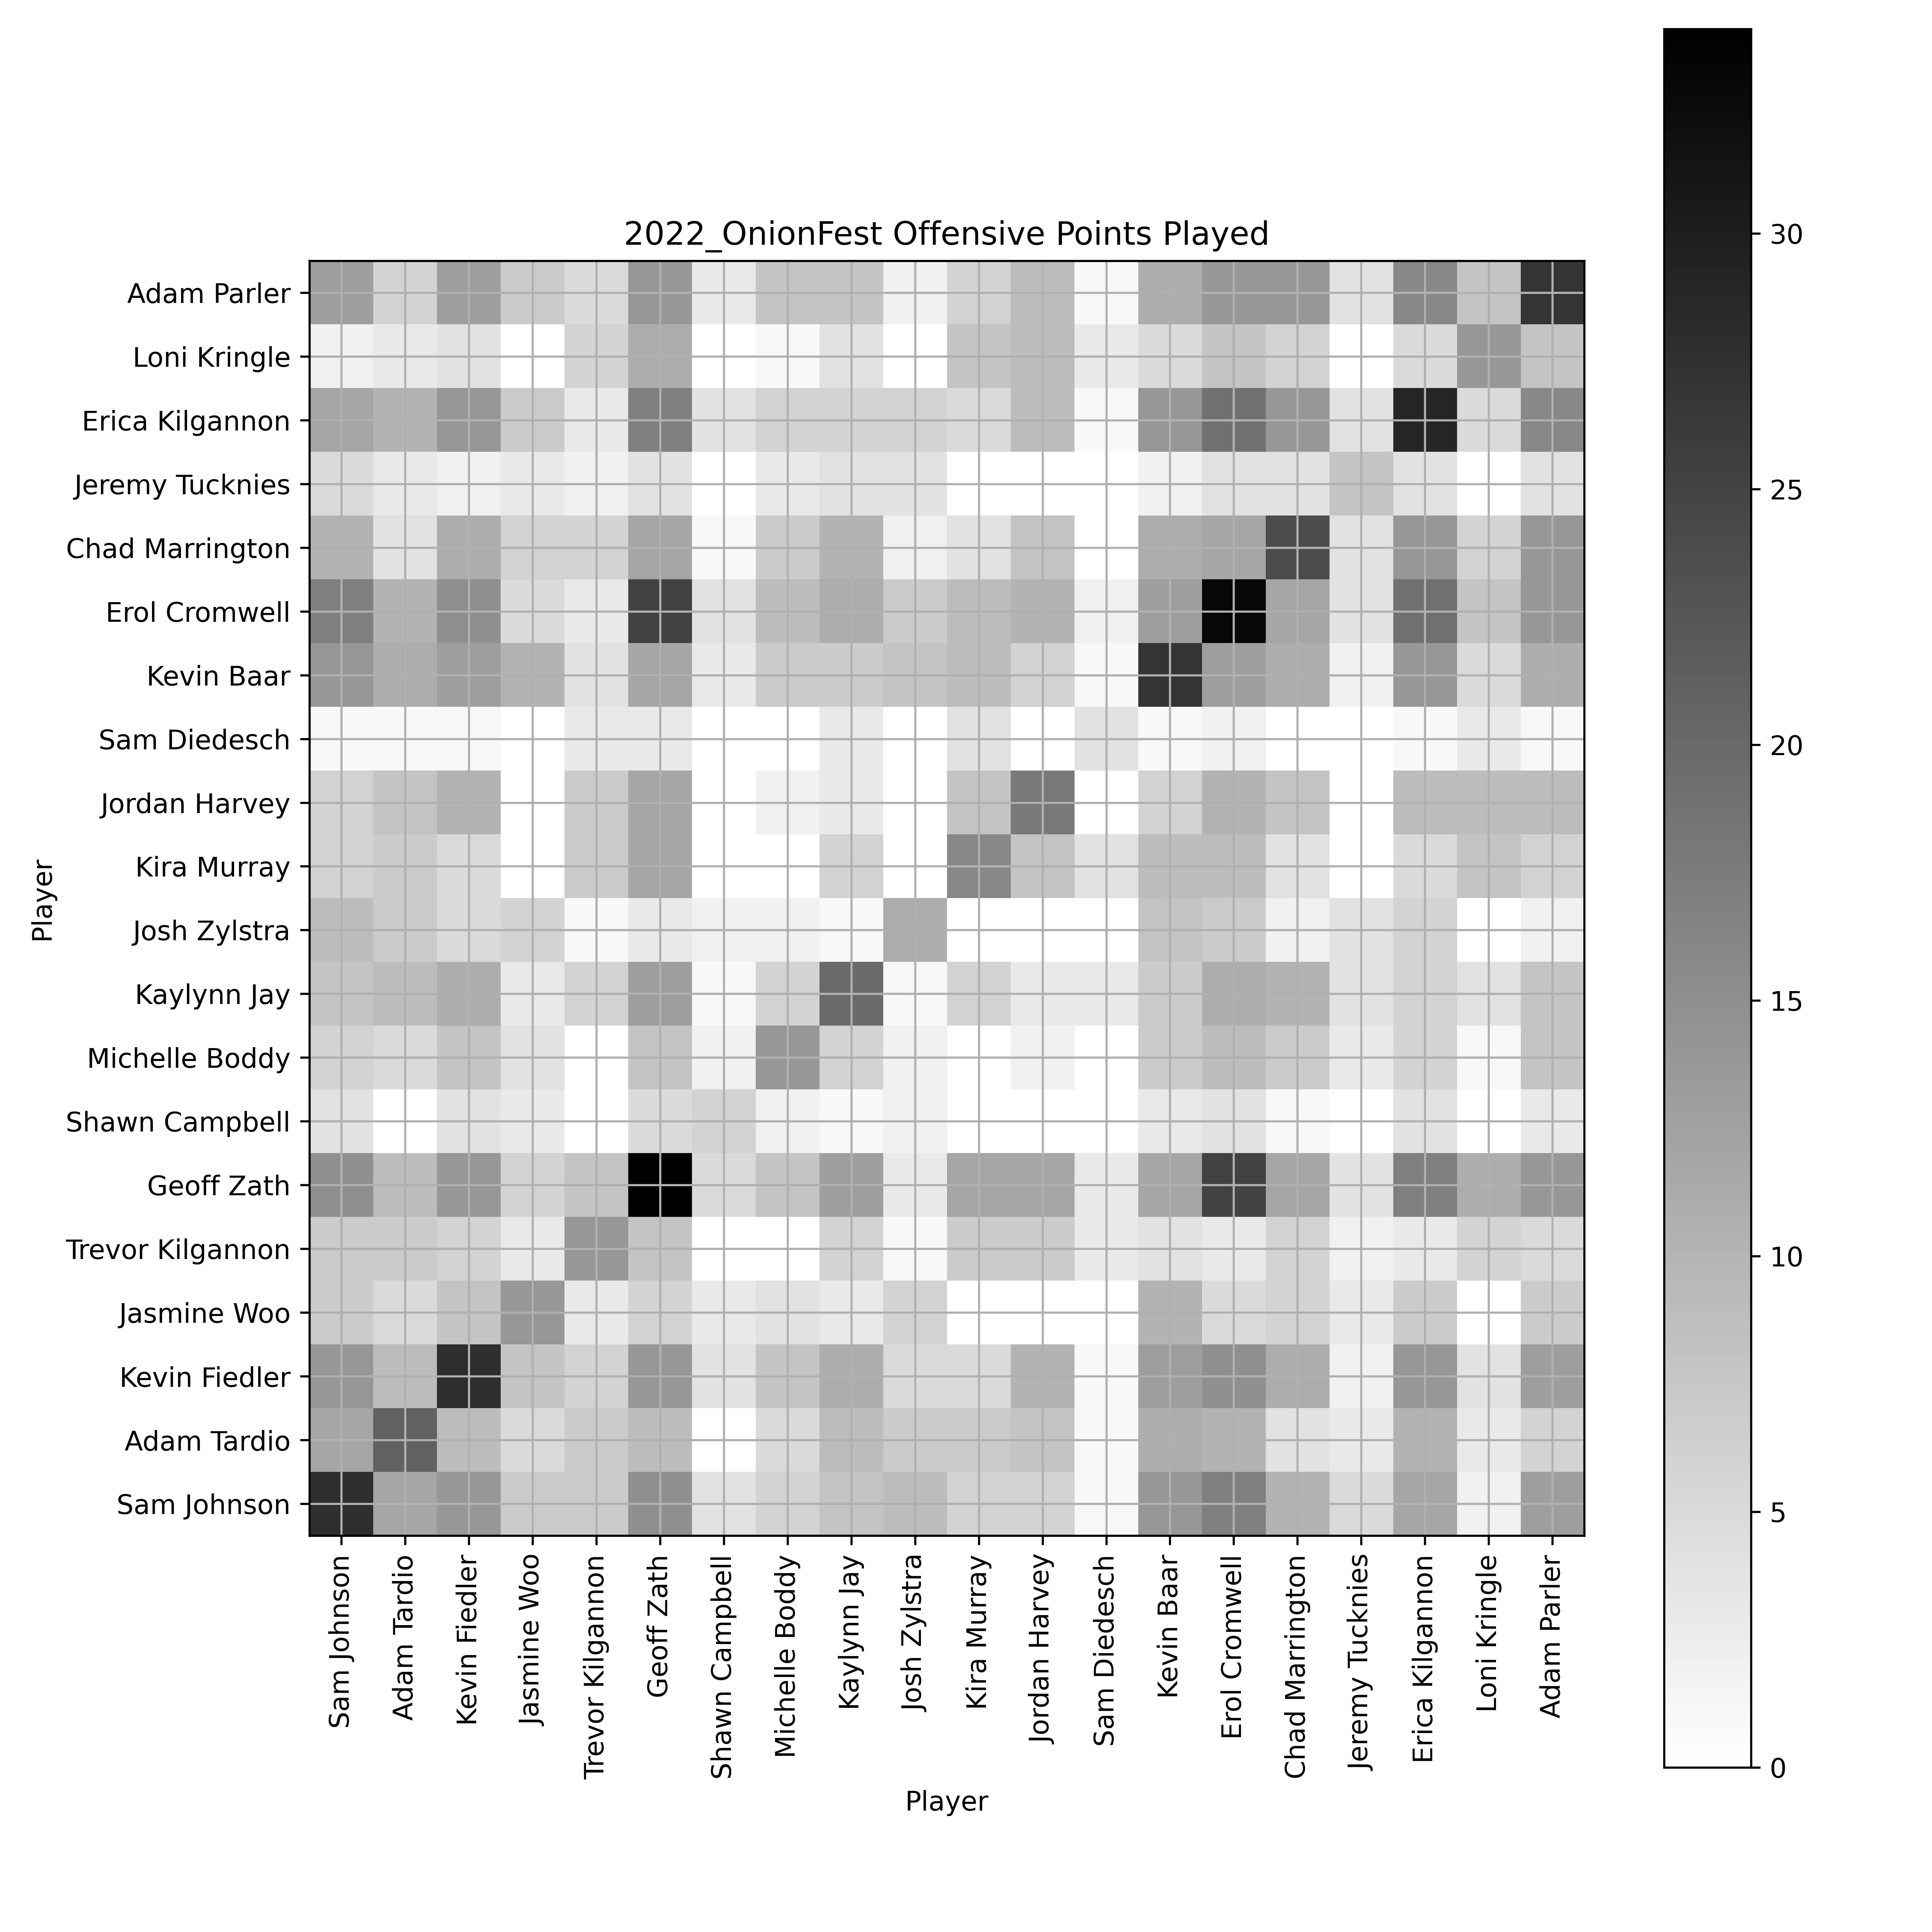 2022_OnionFest Offensive Points Played
Player
Adam Parler
Loni Kringle
Erica Kilgannon
Jeremy Tucknies
Chad Marrington
Erol Cromwell
Kevin Baar
Sam Diedesch
Jordan Harvey
Kira Murray
Josh Zylstra
Kaylynn Jay
Michelle Boddy
Shawn Campbell
Geoff Zath
Trevor Kilgannon
Jasmine Woo
Kevin Fiedler
Adam Tardio
Sam Johnson
Sam Johnson
Adam Tardio
Kevin Fiedler
Jasmine Woo
Trevor Kilgannon
Geoff Zath
Shawn Campbell
Michelle Boddy
Kaylynn Jay
Josh Zylstra
Kira Murray
Jordan Harvey
Sam Diedesch
Kevin Baar
Erol Cromwell
Chad Marrington
Jeremy Tucknies
Erica Kilgannon
Loni Kringle
Adam Parler
Player
30
25
20
15
10
5
0